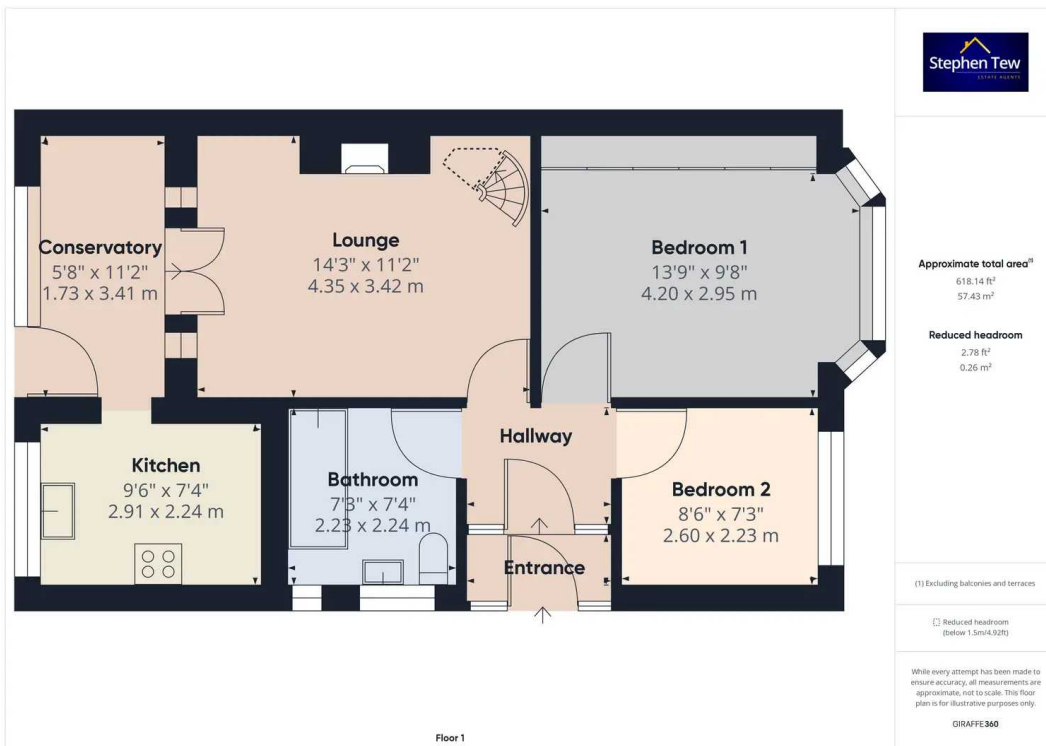 Stephen Tew
ESTATE AGENTS
Conservatory
5'8" x 11'2"
1.73 x 3.41 m
Lounge
14'3" x 11'2"
4.35 x 3.42 m
Bedroom 1
13'9" x 9'8"
4.20 x 2.95 m
Kitchen
9'6" x 7'4"
2.91 x 2.24 m
Bathroom
7'3" x 7'4"
2.23 x 2.24 m
Hallway
Entrance
Bedroom 2
8'6" x 7'3"
2.60 x 2.23 m
Floor 1
Approximate total area(1)
618.14 ft²
57.43 m²
Reduced headroom
2.78 ft²
0.26 m²
(1) Excluding balconies and terraces
Reduced headroom
(below 1.5m/4.92ft)
While every attempt has been made to
ensure accuracy, all measurements are
approximate, not to scale. This floor
plan is for illustrative purposes only.
GIRAFFE360